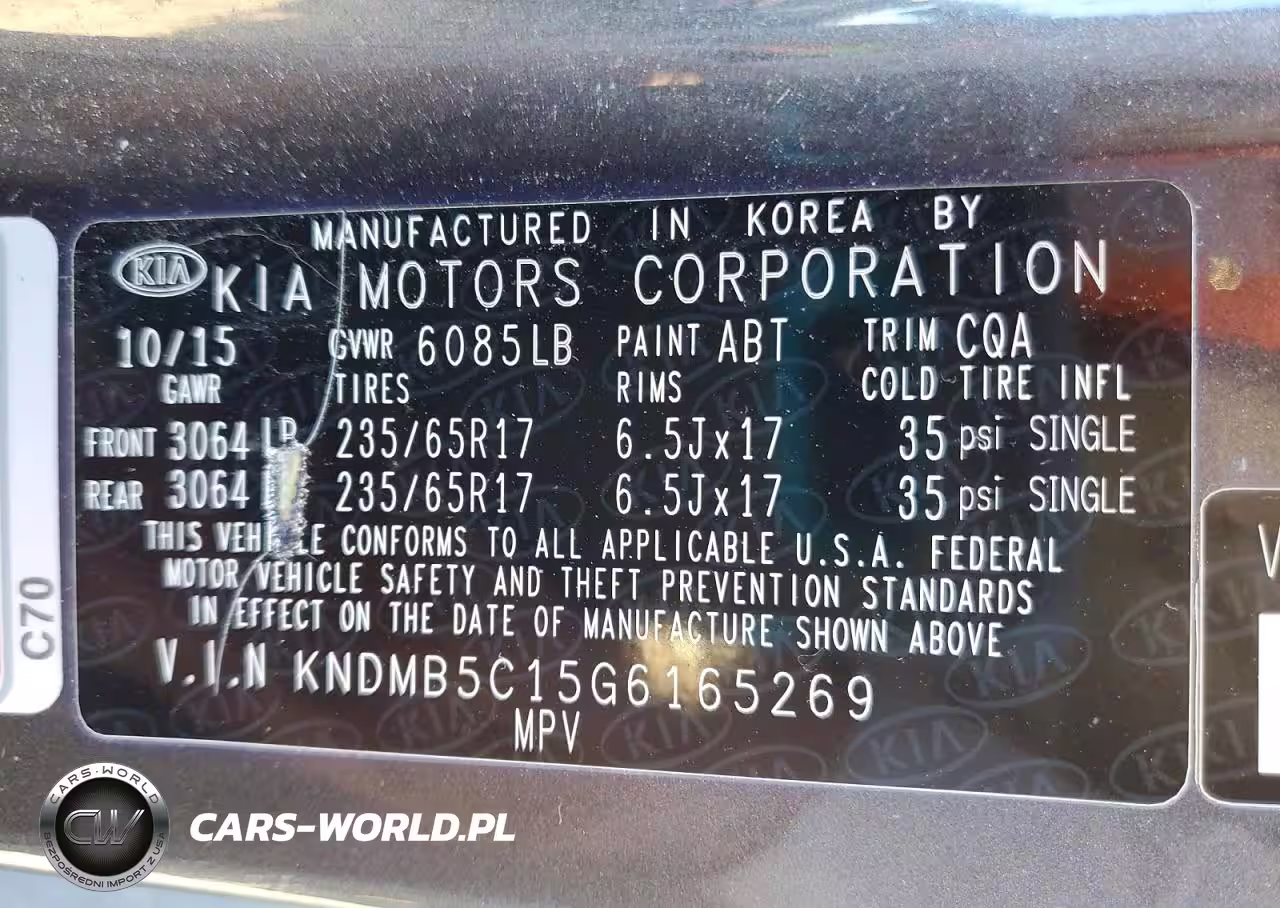 MANUFACTURED IN KOREA BY
KIA KIA MOTORS CORPORATION
10/15 GVWR 6085LB PAINT ABT TRIM CQA
GAWR TIRES RIMS COLD TIRE INFL
FRONT 3064 LB 235/65R17 6.5Jx17 35 psi SINGLE
REAR 3064 235/65R17 6.5Jx17 35 psi SINGLE
THIS VEHICLE CONFORMS TO ALL APPLICABLE U.S.A. FEDERAL
MOTOR VEHICLE SAFETY AND THEFT PREVENTION STANDARDS
IN EFFECT ON THE DATE OF MANUFACTURE SHOWN ABOVE
V.I.N KNDMB5C15G6165269
MPV
C70
V
CARS-WORLD
CW
BEZPOŚREDNI IMPORT Z USA
CARS-WORLD.PL